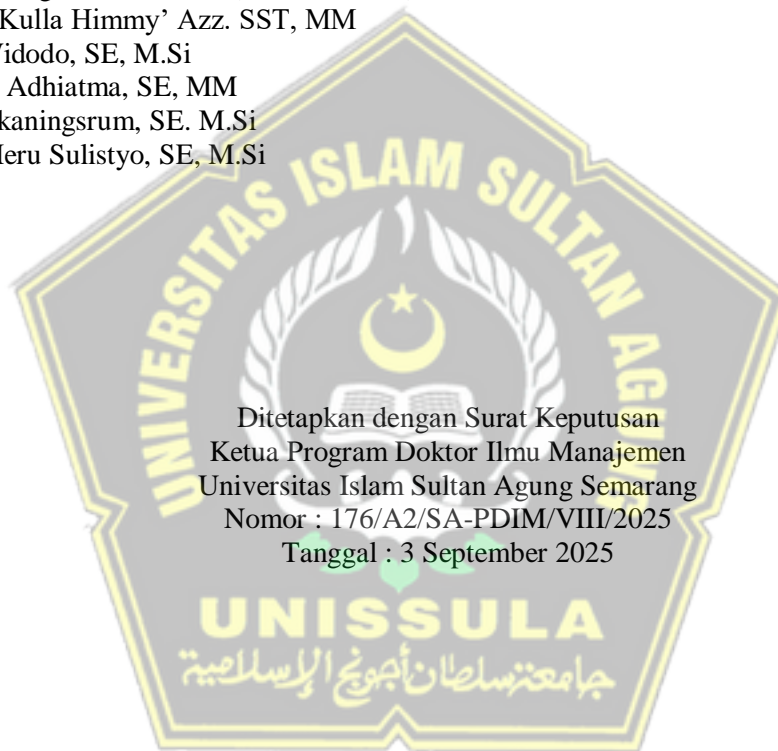 Kulla Himmy’ Azz. SST, MM
Vidodo, SE, M.Si
Adhiatma, SE, MM
kaningsrum, SE. M.Si
Heru Sulistyo, SE, M.Si
UNIVERSITAS ISLAM SULTAN AGUNG
Ditetapkan dengan Surat Keputusan
Ketua Program Doktor Ilmu Manajemen
Universitas Islam Sultan Agung Semarang
Nomor : 176/A2/SA-PDIM/VIII/2025
Tanggal : 3 September 2025
UNISSULA
جامعة سلطان أجونج الإسلامية